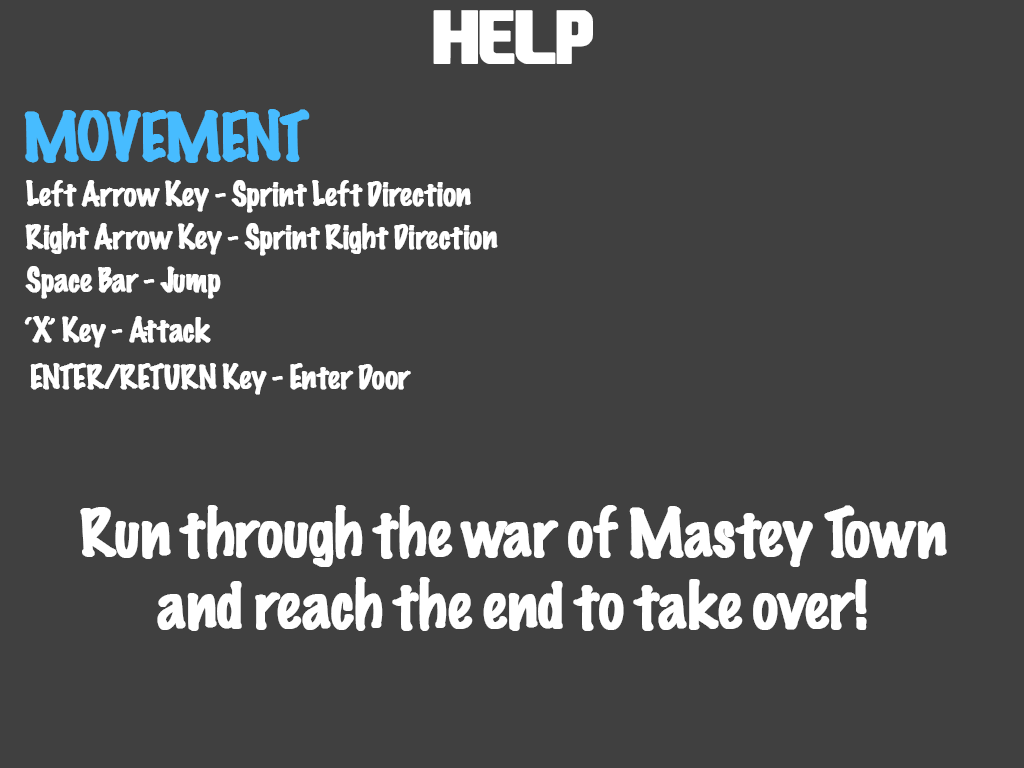 HELP
MOVEMENT
Left Arrow Key - Sprint Left Direction
Right Arrow Key - Sprint Right Direction
Space Bar - Jump
‘X’ Key - Attack
ENTER/RETURN Key - Enter Door
Run through the war of Mastey Town
and reach the end to take over!